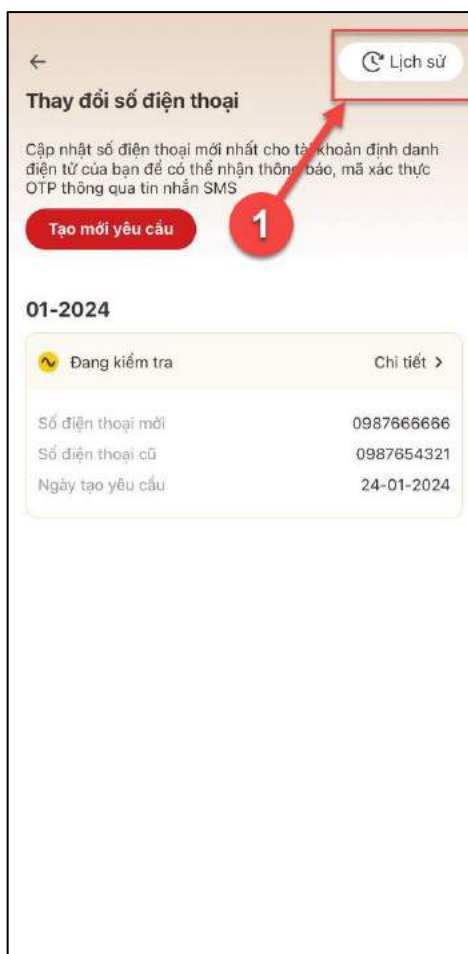 Lịch sử
Thay đổi số điện thoại
Cập nhật số điện thoại mới nhất cho tài khoản định danh
điện tử của bạn để có thể nhận thông báo, mã xác thực
OTP thông qua tin nhắn SMS
Tạo mới yêu cầu
1
01-2024
Đang kiểm tra
Chi tiết >
Số điện thoại mới 0987666666
Số điện thoại cũ 0987654321
Ngày tạo yêu cầu 24-01-2024